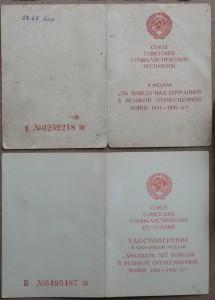 Е №0252218 *
СОЮЗ
СОВЕТСКИХ
СОЦИАЛИСТИЧЕСКИХ
РЕСПУБЛИК
К МЕДАЛИ
"ЗА ПОБЕДУ НАД ГЕРМАНИЕЙ
В ВЕЛИКОЙ ОТЕЧЕСТВЕННОЙ
ВОЙНЕ 1941—1945 гг."
Б №6495487 *
СОЮЗ
СОВЕТСКИХ
СОЦИАЛИСТИЧЕСКИХ
РЕСПУБЛИК
УДОСТОВЕРЕНИЕ
К ЮБИЛЕЙНОЙ МЕДАЛИ
"ДВАДЦАТЬ ЛЕТ ПОБЕДЫ
В ВЕЛИКОЙ ОТЕЧЕСТВЕННОЙ
ВОЙНЕ 1941—1945 гг."